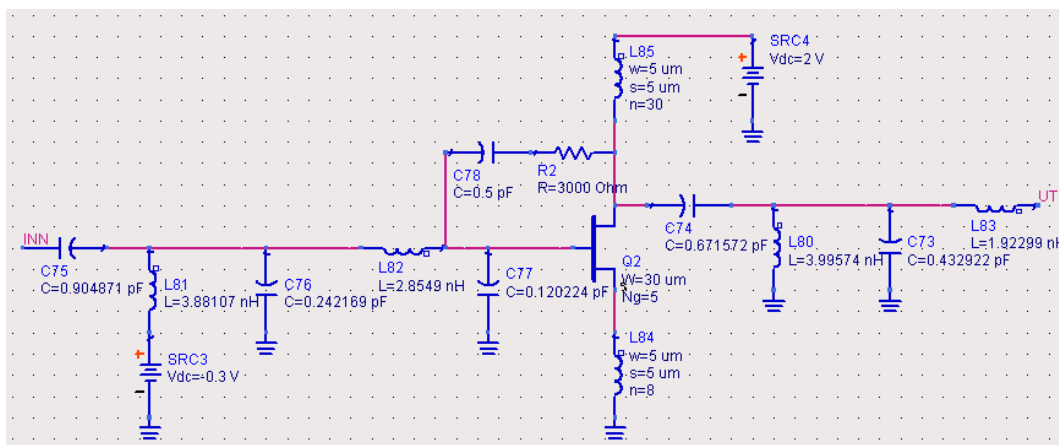 L85
w=5 um
s=5 um
n=30
SRC4
Vdc=2 V
C78
C=0.5 pF
R2
R=3000 Ohm
INN
C75
C=0.904871 pF
L81
L=3.88107 nH
C76
C=0.242169 pF
L82
L=2.8549 nH
C77
C=0.120224 pF
Q2
W=30 um
Ng=5
C74
C=0.671572 pF
L80
L=3.99574 nH
C73
C=0.432922 pF
L83
L=1.92299 nH
UT
SRC3
Vdc=-0.3 V
L84
w=5 um
s=5 um
n=8